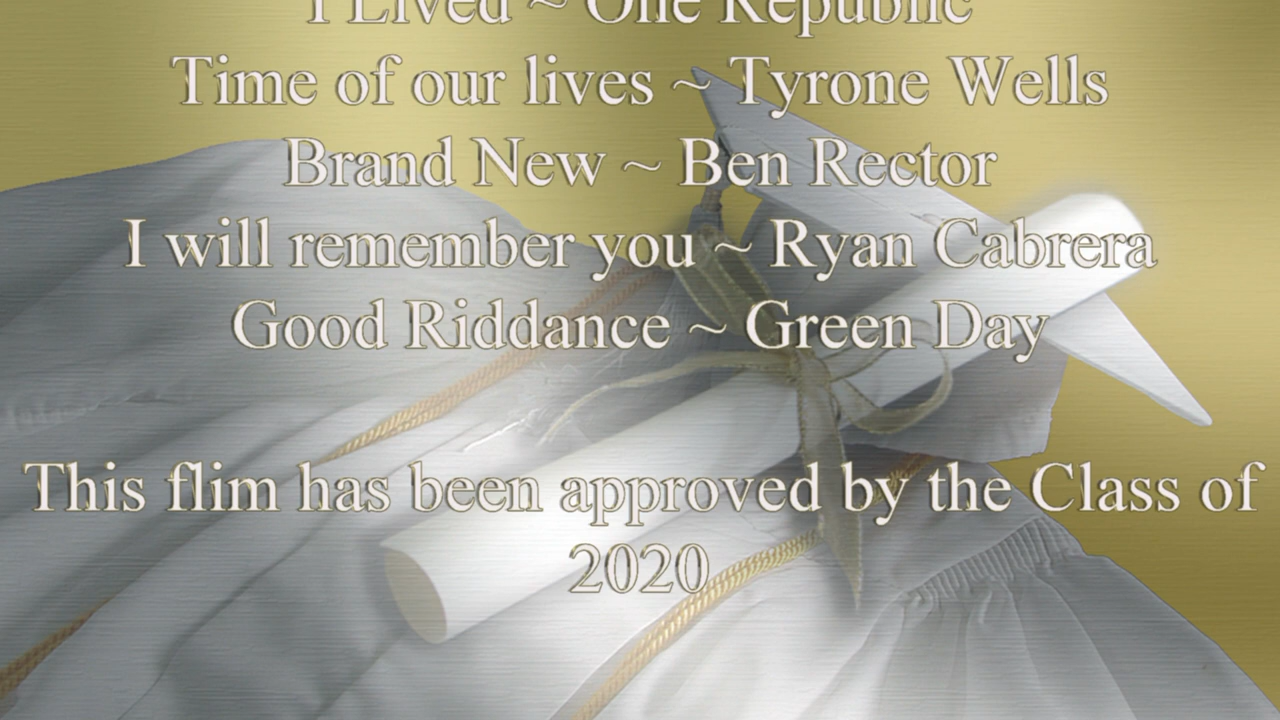 I Lived ~ One Republic
Time of our lives ~ Tyrone Wells
Brand New ~ Ben Rector
I will remember you ~ Ryan Cabrera
Good Riddance ~ Green Day
This flim has been approved by the Class of
2020